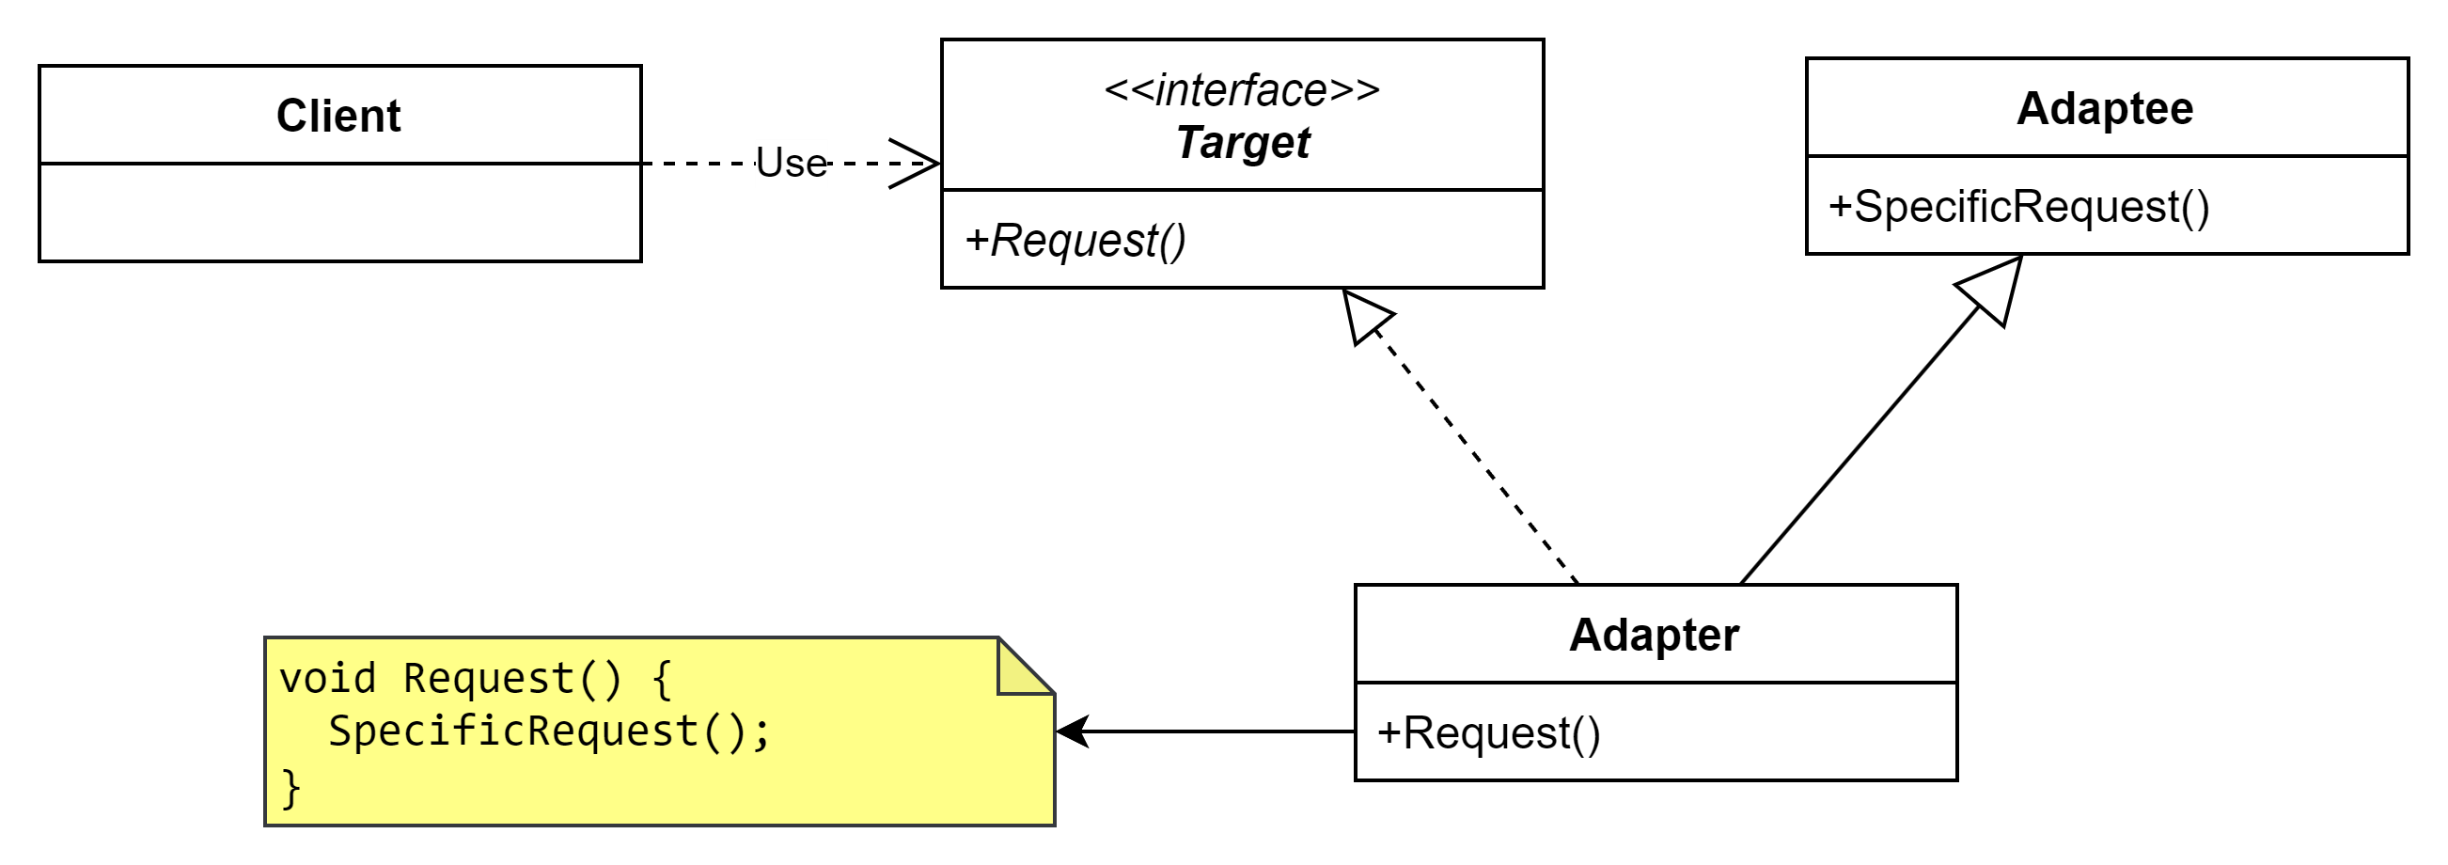 Client
Use
<<interface>>
Target
+Request()
Adaptee
+SpecificRequest()
Adapter
+Request()
void Request() {
  SpecificRequest();
}